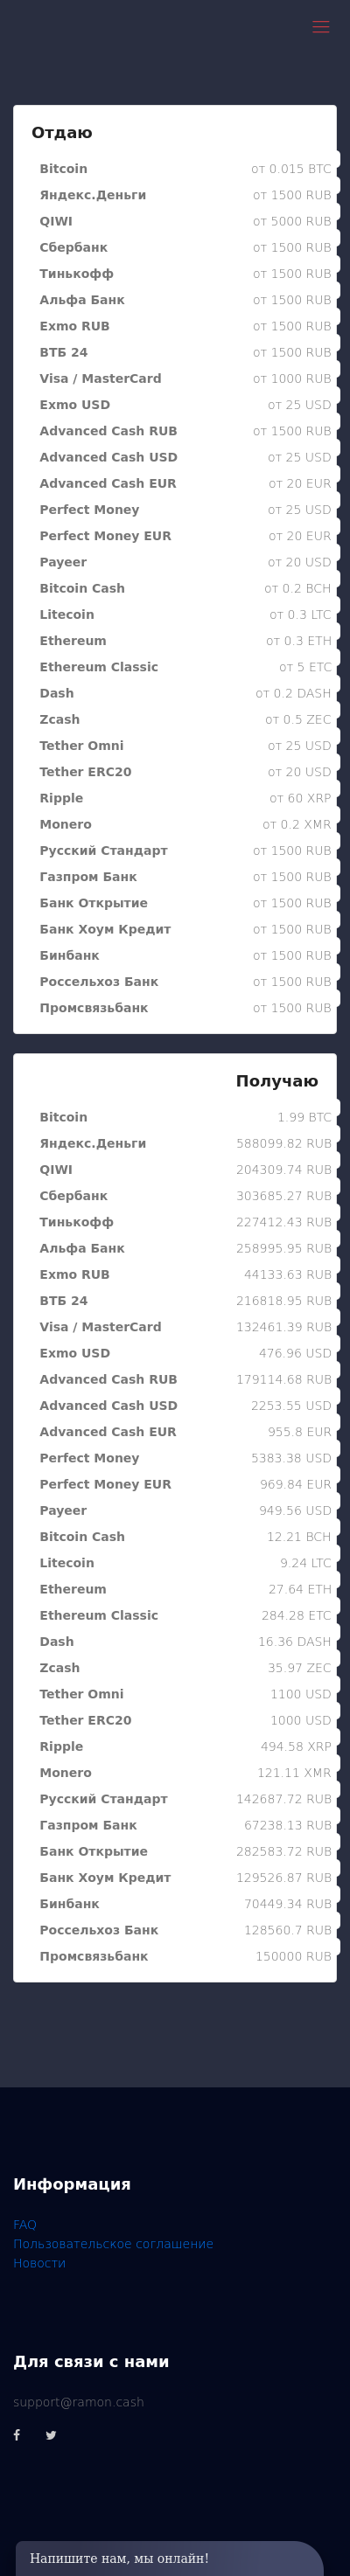 Отдаю
Bitcoin от 0.015 BTC
Яндекс.Деньги от 1500 RUB
QIWI от 5000 RUB
Сбербанк от 1500 RUB
Тинькофф от 1500 RUB
Альфа Банк от 1500 RUB
Exmo RUB от 1500 RUB
ВТБ 24 от 1500 RUB
Visa / MasterCard от 1000 RUB
Exmo USD от 25 USD
Advanced Cash RUB от 1500 RUB
Advanced Cash USD от 25 USD
Advanced Cash EUR от 20 EUR
Perfect Money от 25 USD
Perfect Money EUR от 20 EUR
Payeer от 20 USD
Bitcoin Cash от 0.2 BCH
Litecoin от 0.3 LTC
Ethereum от 0.3 ETH
Ethereum Classic от 5 ETC
Dash от 0.2 DASH
Zcash от 0.5 ZEC
Tether Omni от 25 USD
Tether ERC20 от 20 USD
Ripple от 60 XRP
Monero от 0.2 XMR
Русский Стандарт от 1500 RUB
Газпром Банк от 1500 RUB
Банк Открытие от 1500 RUB
Банк Хоум Кредит от 1500 RUB
Бинбанк от 1500 RUB
Россельхоз Банк от 1500 RUB
Промсвязьбанк от 1500 RUB
Получаю
Bitcoin 1.99 BTC
Яндекс.Деньги 588099.82 RUB
QIWI 204309.74 RUB
Сбербанк 303685.27 RUB
Тинькофф 227412.43 RUB
Альфа Банк 258995.95 RUB
Exmo RUB 44133.63 RUB
ВТБ 24 216818.95 RUB
Visa / MasterCard 132461.39 RUB
Exmo USD 476.96 USD
Advanced Cash RUB 179114.68 RUB
Advanced Cash USD 2253.55 USD
Advanced Cash EUR 955.8 EUR
Perfect Money 5383.38 USD
Perfect Money EUR 969.84 EUR
Payeer 949.56 USD
Bitcoin Cash 12.21 BCH
Litecoin 9.24 LTC
Ethereum 27.64 ETH
Ethereum Classic 284.28 ETC
Dash 16.36 DASH
Zcash 35.97 ZEC
Tether Omni 1100 USD
Tether ERC20 1000 USD
Ripple 494.58 XRP
Monero 121.11 XMR
Русский Стандарт 142687.72 RUB
Газпром Банк 67238.13 RUB
Банк Открытие 282583.72 RUB
Банк Хоум Кредит 129526.87 RUB
Бинбанк 70449.34 RUB
Россельхоз Банк 128560.7 RUB
Промсвязьбанк 150000 RUB
Информация
FAQ
Пользовательское соглашение
Новости
Для связи с нами
support@ramon.cash
Напишите нам, мы онлайн!